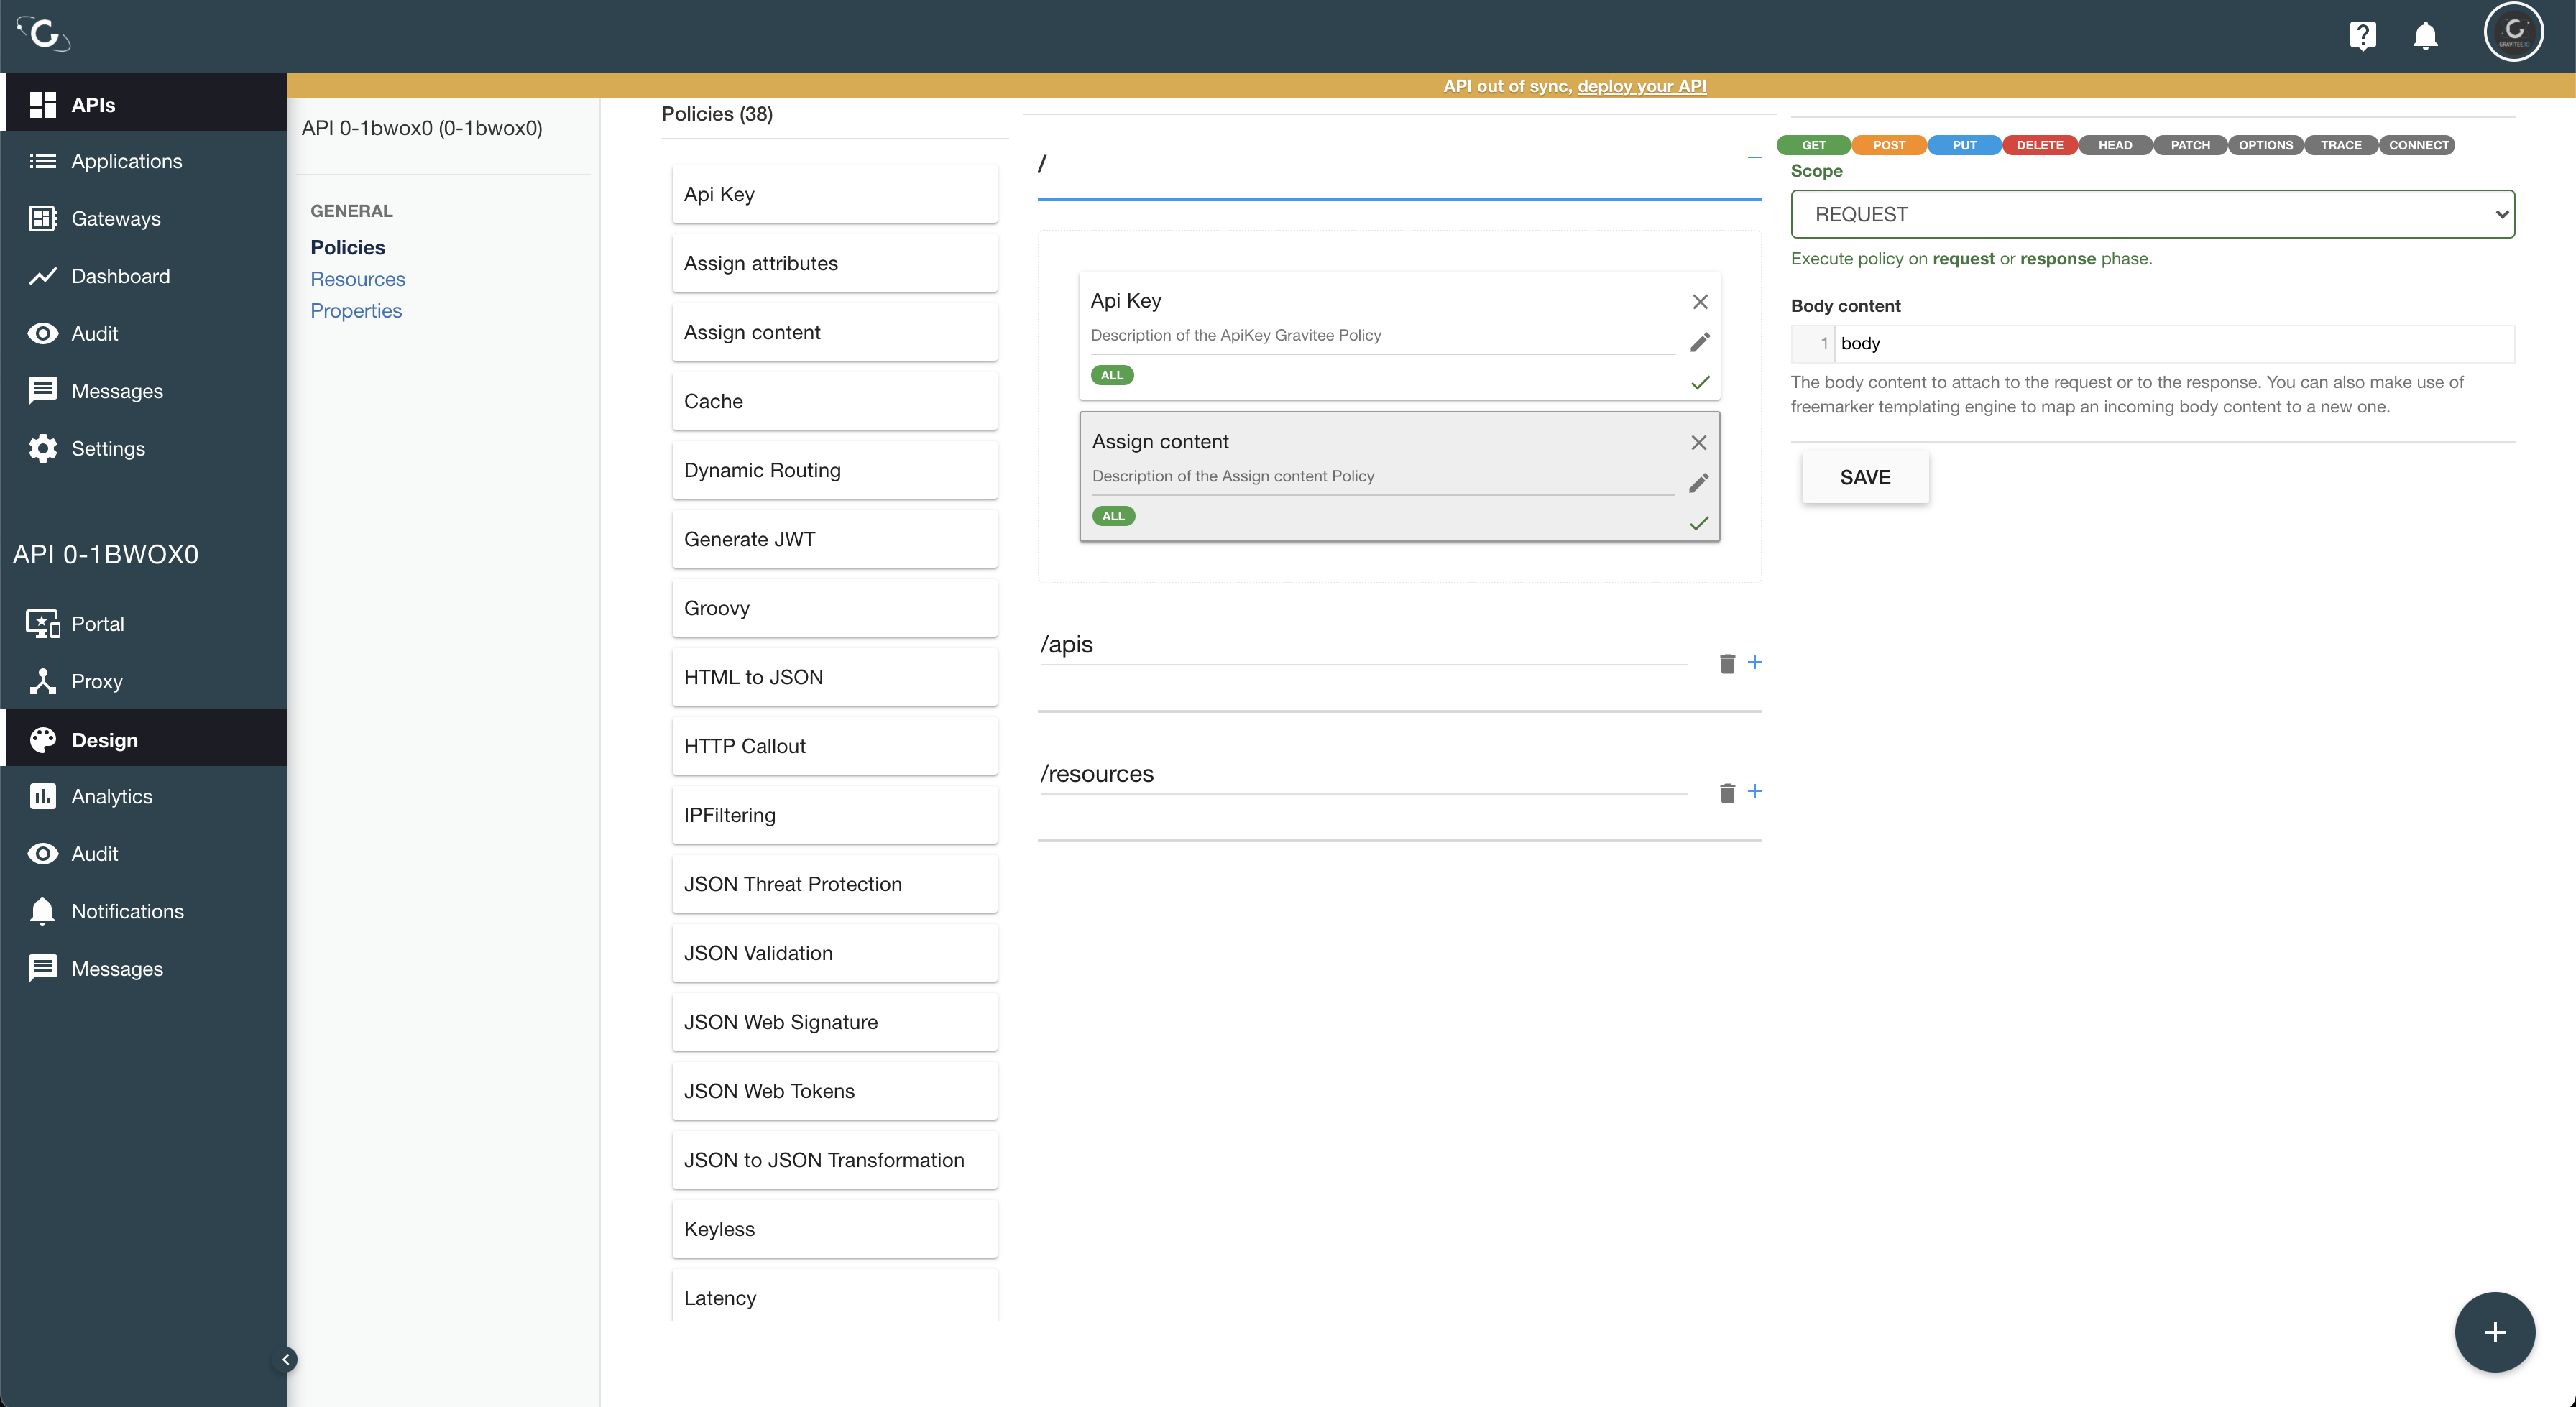 API out of sync, deploy your API
APIs
Applications
Gateways
Dashboard
Audit
Messages
Settings
API 0-1BWOX0
Portal
Proxy
Design
Analytics
Audit
Notifications
Messages
API 0-1bwox0 (0-1bwox0)
GENERAL
Policies
Resources
Properties
Policies (38)
Api Key
Assign attributes
Assign content
Cache
Dynamic Routing
Generate JWT
Groovy
HTML to JSON
HTTP Callout
IPFiltering
JSON Threat Protection
JSON Validation
JSON Web Signature
JSON Web Tokens
JSON to JSON Transformation
Keyless
Latency
/
Api Key
Description of the ApiKey Gravitee Policy
ALL
Assign content
Description of the Assign content Policy
ALL
/apis
/resources
GET POST PUT DELETE HEAD PATCH OPTIONS TRACE CONNECT
Scope
REQUEST
Execute policy on request or response phase.
Body content
1 body
The body content to attach to the request or to the response. You can also make use of
freemarker templating engine to map an incoming body content to a new one.
SAVE